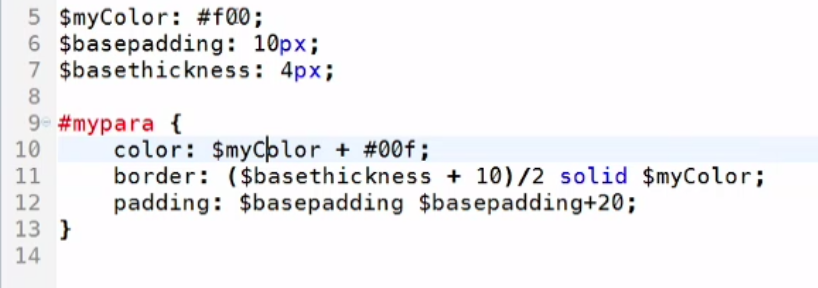 5 $myColor: #f00;
6 $basepadding: 10px;
7 $basethickness: 4px;
8
9 #mypara {
10 color: $myColor + #00f;
11 border: ($basethickness + 10)/2 solid $myColor;
12 padding: $basepadding $basepadding+20;
13 }
14